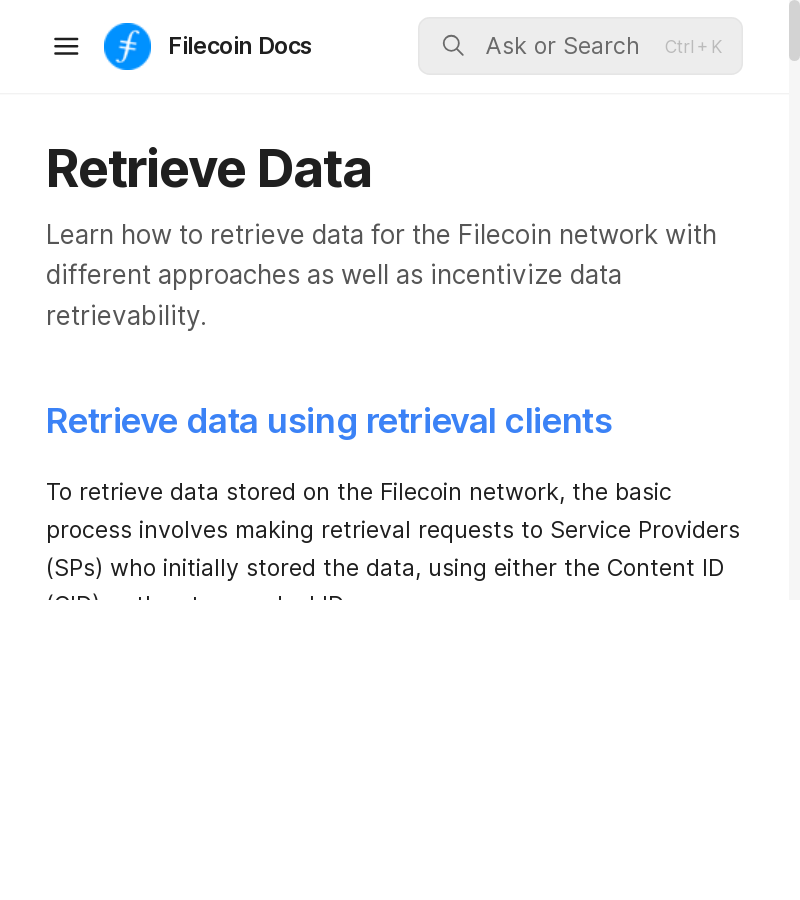 Filecoin Docs
Ask or Search
Ctrl + K
Retrieve Data
Learn how to retrieve data for the Filecoin network with
different approaches as well as incentivize data
retrievability.
Retrieve data using retrieval clients
To retrieve data stored on the Filecoin network, the basic
process involves making retrieval requests to Service Providers
(SPs) who initially stored the data, using either the Content ID